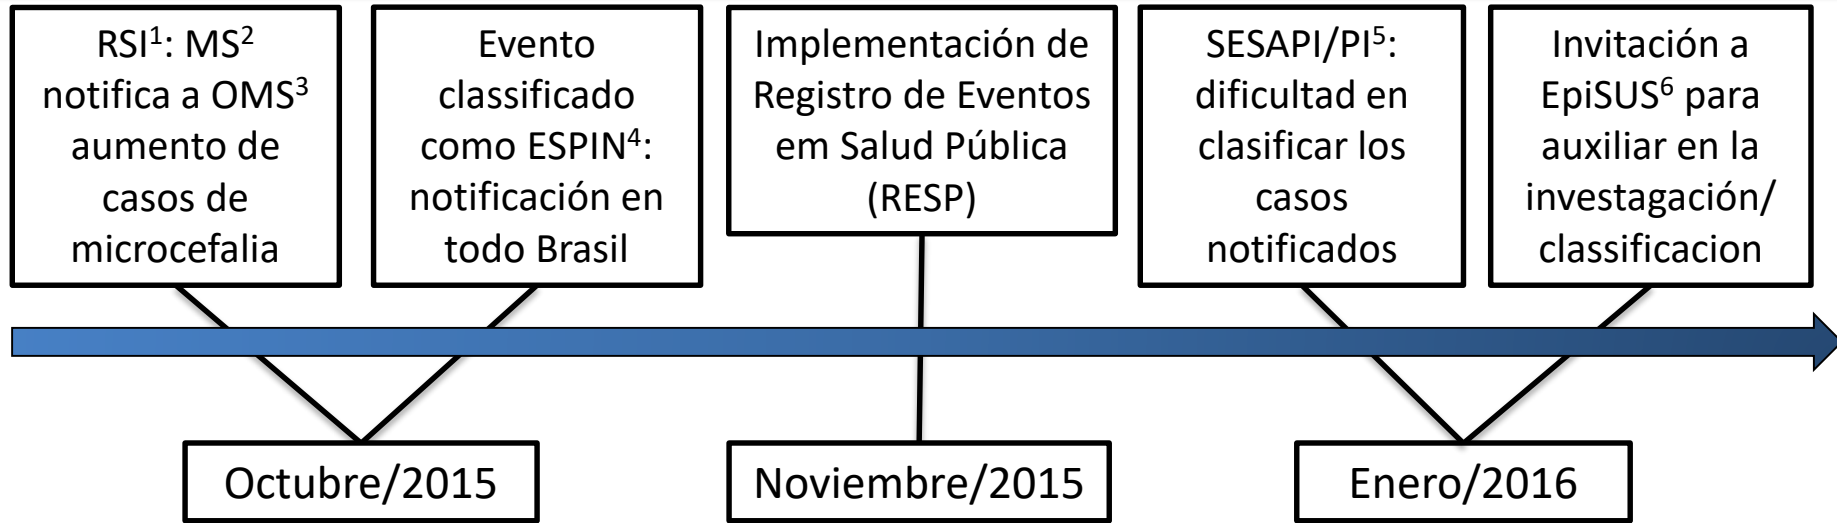 RSI¹: MS²
notifica a OMS³
aumento de
casos de
microcefalia
Evento
classificado
como ESPIN⁴:
notificación en
todo Brasil
Implementación de
Registro de Eventos
em Salud Pública
(RESP)
SESAPI/PI⁵:
dificultad en
clasificar los
casos
notificados
Invitación a
EpiSUS⁶ para
auxiliar en la
investagación/
classificacion
Octubre/2015
Noviembre/2015
Enero/2016